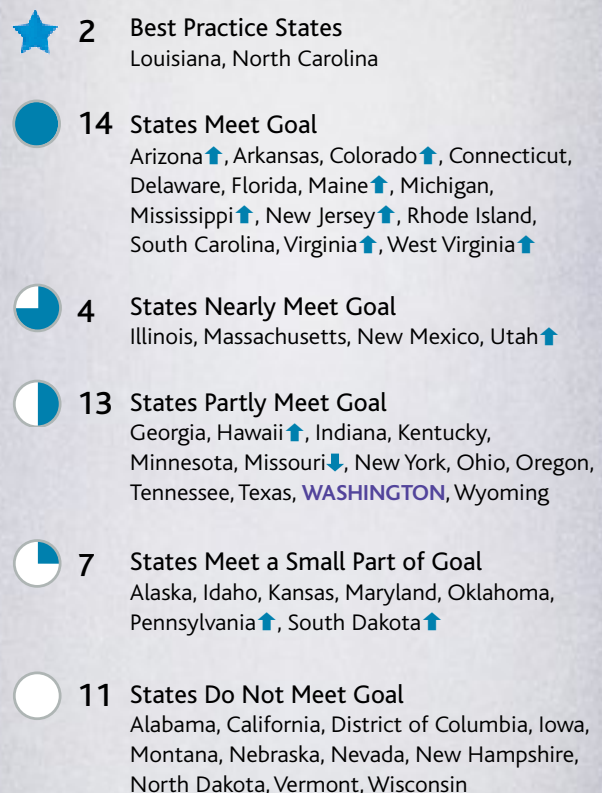 2 Best Practice States
Louisiana, North Carolina
14 States Meet Goal
Arizona⬆, Arkansas, Colorado⬆, Connecticut,
Delaware, Florida, Maine⬆, Michigan,
Mississippi⬆, New Jersey⬆, Rhode Island,
South Carolina, Virginia⬆, West Virginia⬆
4 States Nearly Meet Goal
Illinois, Massachusetts, New Mexico, Utah⬆
13 States Partly Meet Goal
Georgia, Hawaii⬆, Indiana, Kentucky,
Minnesota, Missouri⬇, New York, Ohio, Oregon,
Tennessee, Texas, WASHINGTON, Wyoming
7 States Meet a Small Part of Goal
Alaska, Idaho, Kansas, Maryland, Oklahoma,
Pennsylvania⬆, South Dakota⬆
11 States Do Not Meet Goal
Alabama, California, District of Columbia, Iowa,
Montana, Nebraska, Nevada, New Hampshire,
North Dakota, Vermont, Wisconsin